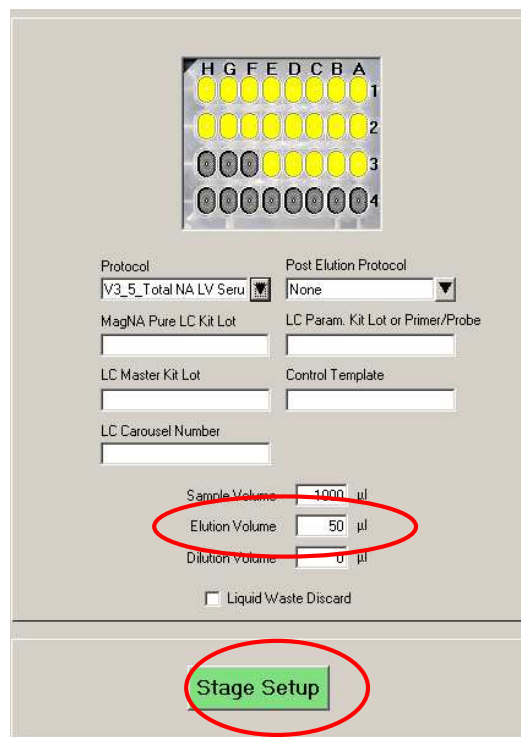 H G F E D C B A
1
2
3
4
Protocol Post Elution Protocol
V3_5_Total NA LV Seru None
MagNA Pure LC Kit Lot LC Param. Kit Lot or Primer/Probe
LC Master Kit Lot Control Template
LC Carousel Number
Sample Volume 1000 µl
Elution Volume 50 µl
Dilution Volume 0 µl
Liquid Waste Discard
Stage Setup